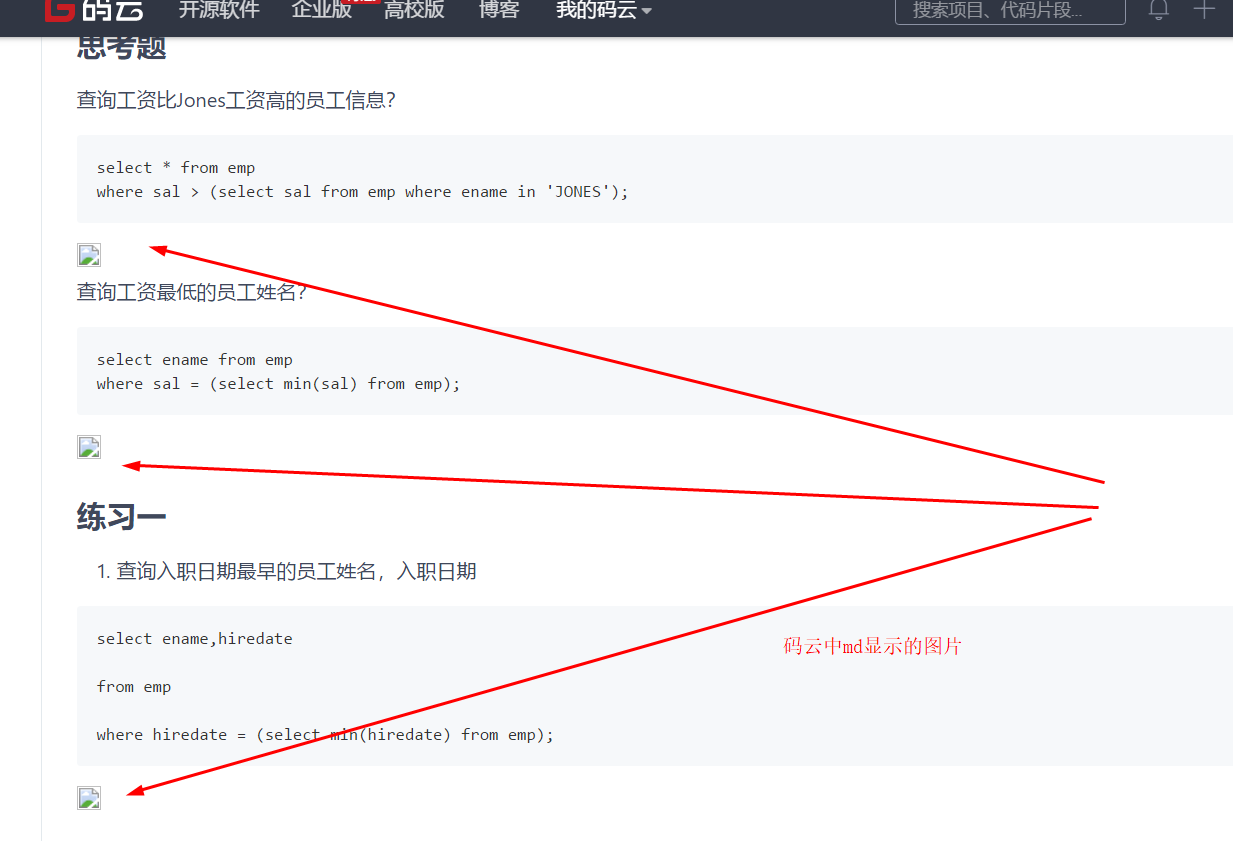 码云
开源软件 企业版 高校版 博客 我的码云
搜索项目、代码片段...
思考题
查询工资比Jones工资高的员工信息?
select * from emp
where sal > (select sal from emp where ename in 'JONES');
查询工资最低的员工姓名?
select ename from emp
where sal = (select min(sal) from emp);
练习一
1. 查询入职日期最早的员工姓名，入职日期
select ename,hiredate
码云中md显示的图片
from emp
where hiredate = (select min(hiredate) from emp);